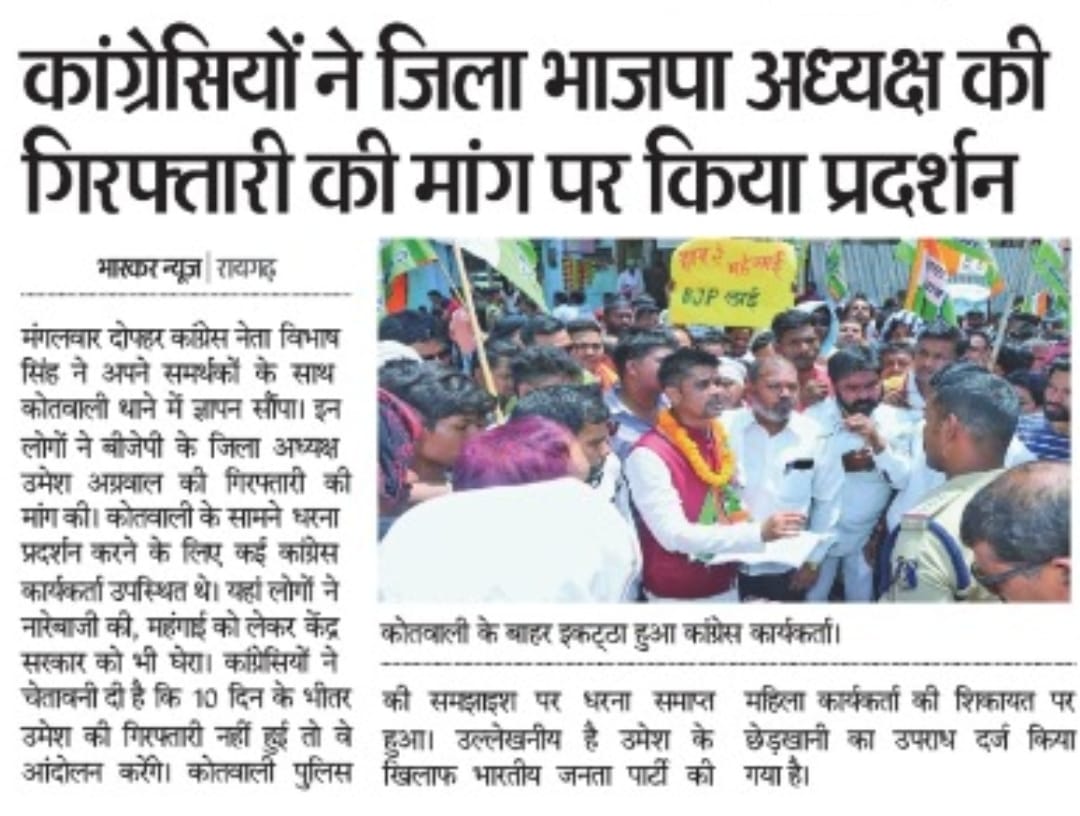 कांग्रेसियों ने जिला भाजपा अध्यक्ष की
गिरफ्तारी की मांग पर किया प्रदर्शन
भास्कर न्यूज | रायगढ़
मंगलवार दोपहर कांग्रेस नेता विभाष
सिंह ने अपने समर्थकों के साथ
कोतवाली थाने में ज्ञापन सौंपा। इन
लोगों ने बीजेपी के जिला अध्यक्ष
उमेश अग्रवाल की गिरफ्तारी की
मांग की। कोतवाली के सामने धरना
प्रदर्शन करने के लिए कई कांग्रेस
कार्यकर्ता उपस्थित थे। यहां लोगों ने
नारेबाजी की, महंगाई को लेकर केंद्र
सरकार को भी घेरा। कांग्रेसियों ने
चेतावनी दी है कि 10 दिन के भीतर
उमेश की गिरफ्तारी नहीं हुई तो वे
आंदोलन करेंगे। कोतवाली पुलिस
हाय रे महंगाई
BJP लाई
कोतवाली के बाहर इकट्ठा हुआ कांग्रेस कार्यकर्ता।
की समझाइश पर धरना समाप्त
हुआ। उल्लेखनीय है उमेश के
खिलाफ भारतीय जनता पार्टी की
महिला कार्यकर्ता की शिकायत पर
छेड़खानी का उपराध दर्ज किया
गया है।